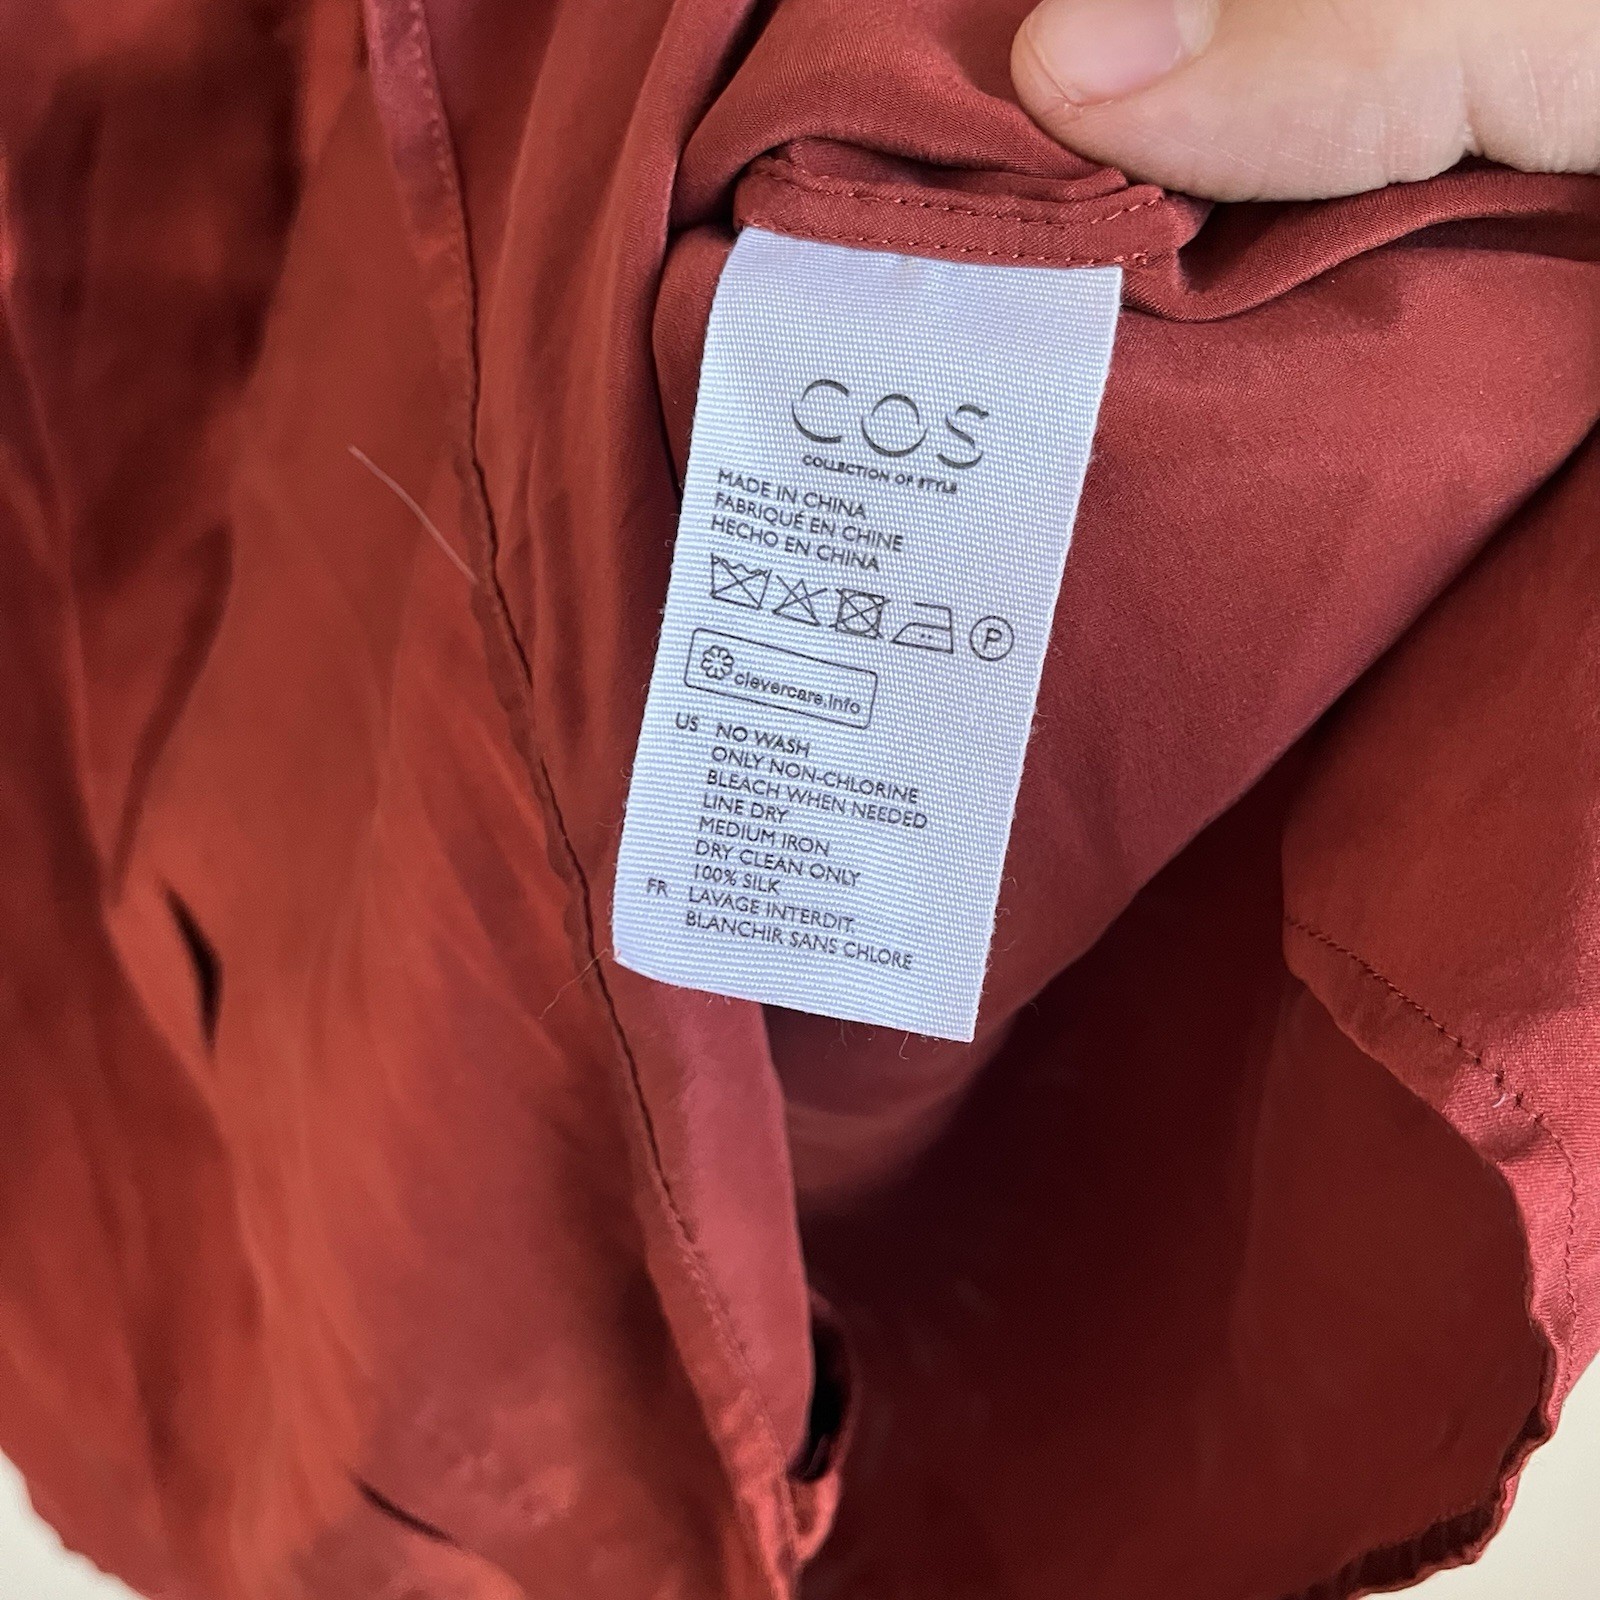 COS
COLLECTION OF STYLE
MADE IN CHINA
FABRIQUÉ EN CHINE
HECHO EN CHINA
P
clevercare.info
US NO WASH
ONLY NON-CHLORINE
BLEACH WHEN NEEDED
LINE DRY
MEDIUM IRON
DRY CLEAN ONLY
100% SILK
FR LAVAGE INTERDIT.
BLANCHIR SANS CHLORE